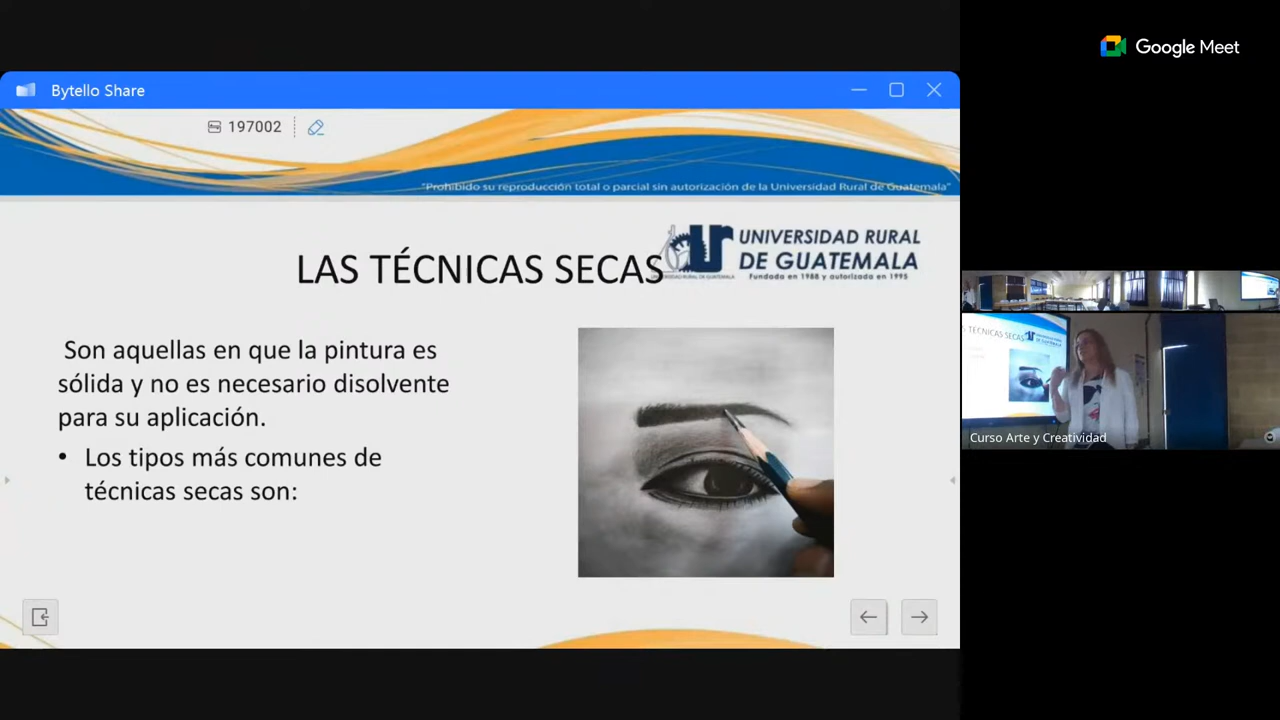 Google Meet
Bytello Share
197002
"Prohibido su reproducción total o parcial sin autorización de la Universidad Rural de Guatemala"
UNIVERSIDAD RURAL
DE GUATEMALA
Fundada en 1988 y autorizada en 1995
LAS TÉCNICAS SECAS
Son aquellas en que la pintura es
sólida y no es necesario disolvente
para su aplicación.
• Los tipos más comunes de
técnicas secas son:
TÉCNICAS SECAS
Curso Arte y Creatividad